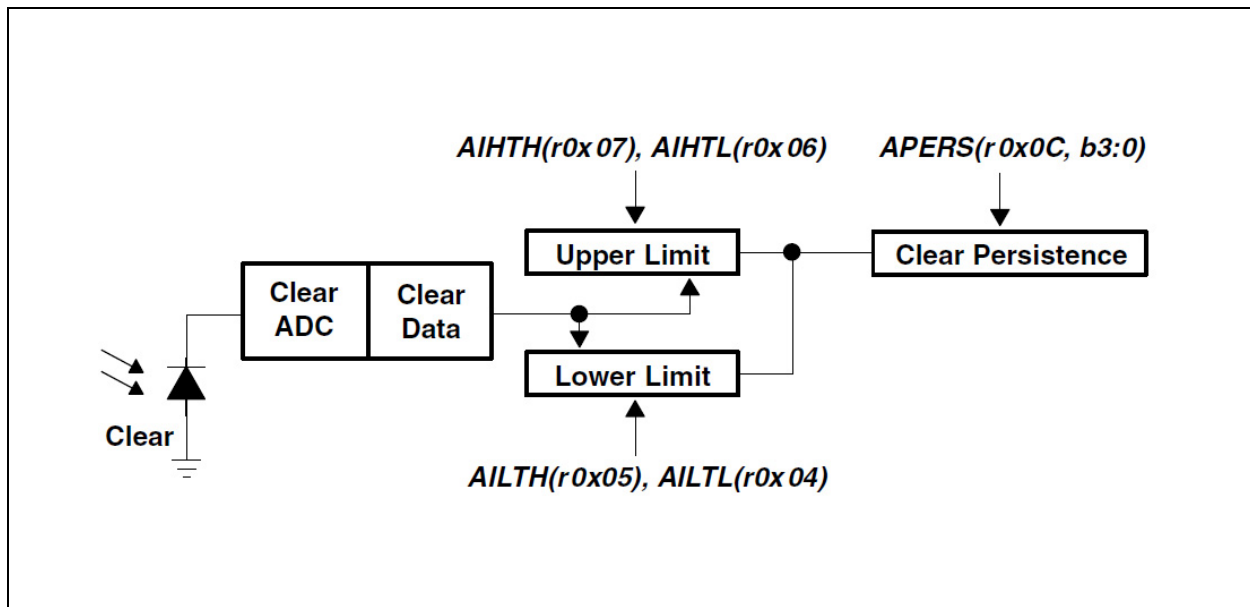 AIHTH(r0x07), AIHTL(r0x06)
APERS(r0x0C, b3:0)
Upper Limit
Clear Persistence
Clear
ADC
Clear
Data
Lower Limit
Clear
AILTH(r0x05), AILTL(r0x04)